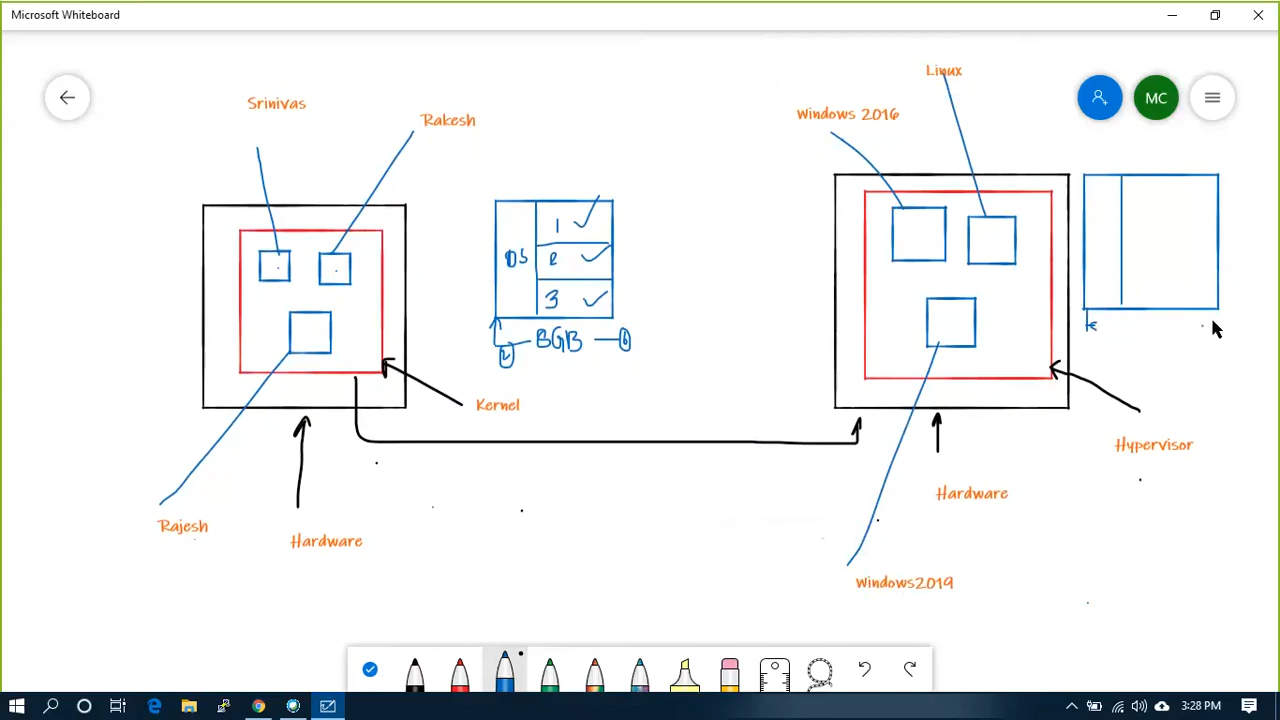 Microsoft Whiteboard
Linux
MC
Srinivas
Windows 2016
Rakesh
1
OS
2
3
8GB
Kernel
Hypervisor
Hardware
Rajesh
Hardware
Windows2019
3:28 PM